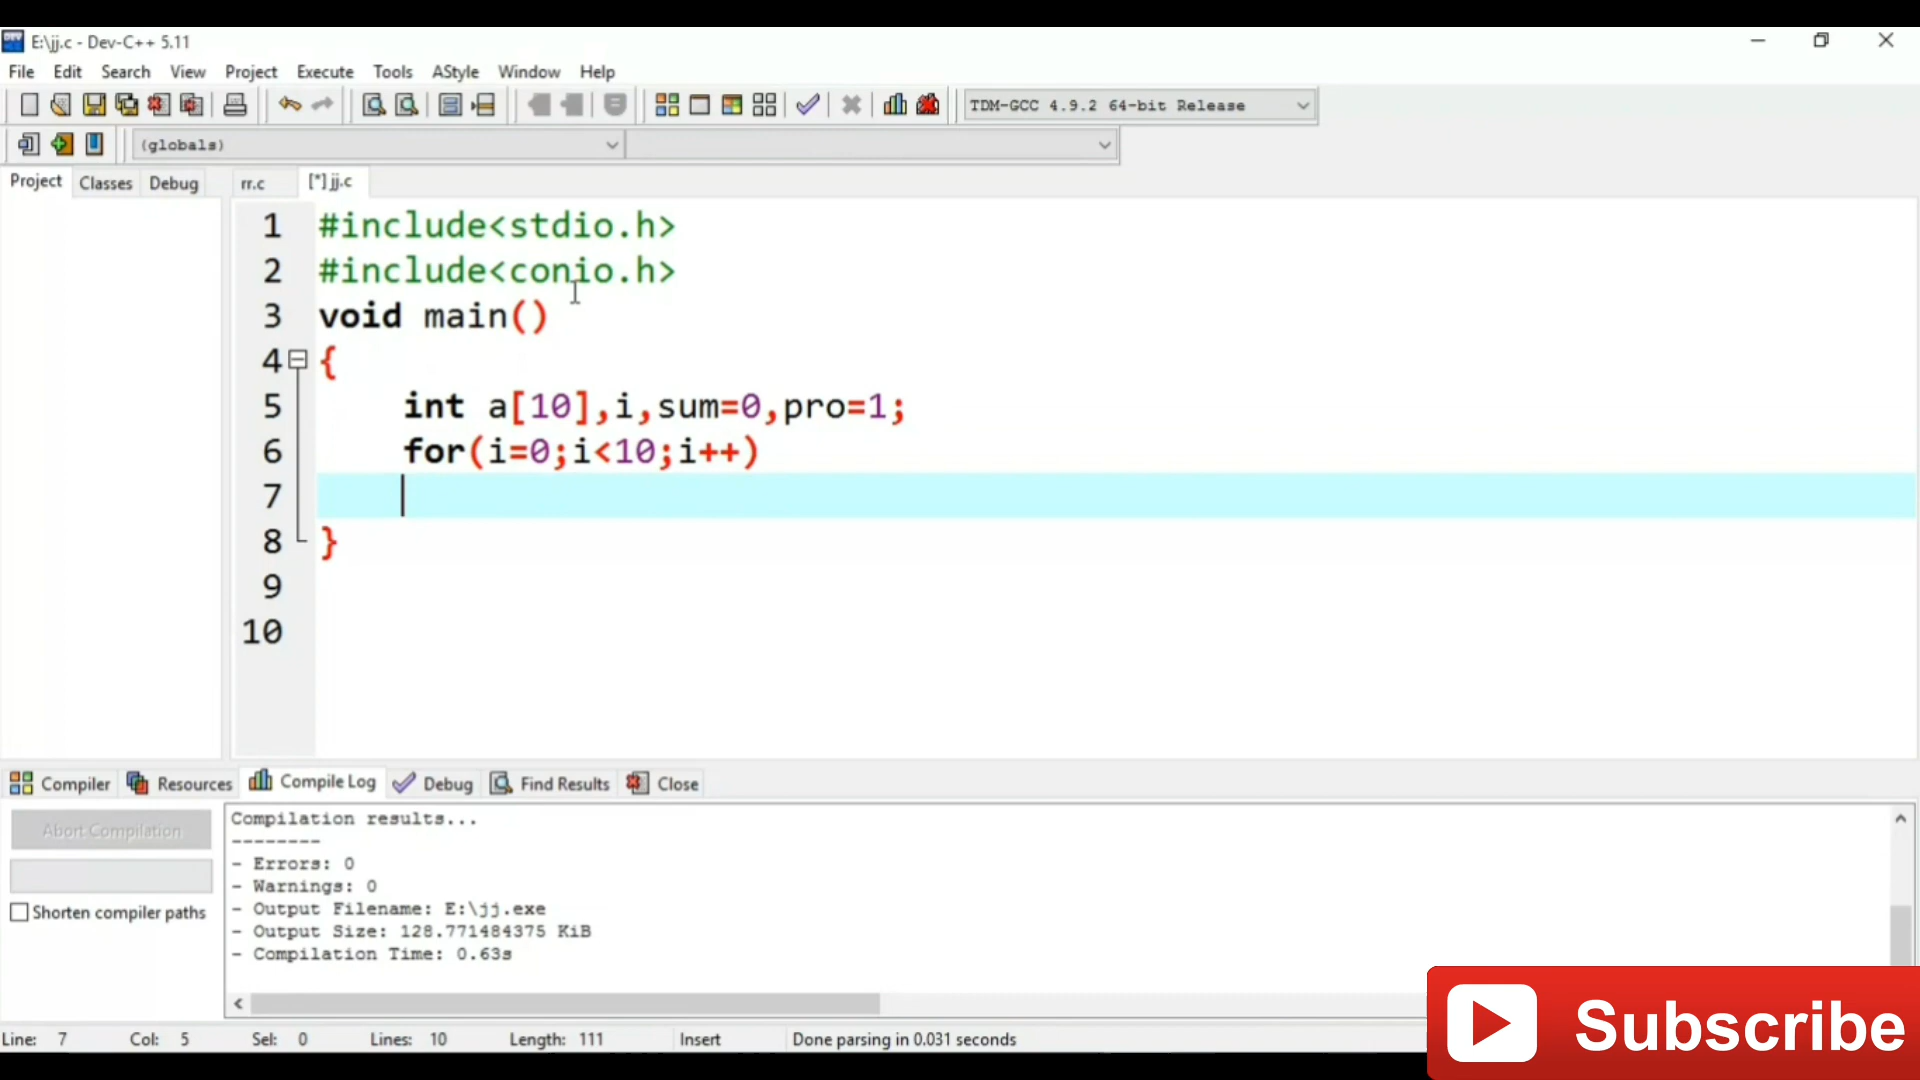 E:\jj.c - Dev-C++ 5.11
File Edit Search View Project Execute Tools AStyle Window Help
TDM-GCC 4.9.2 64-bit Release
(globals)
Project Classes Debug rr.c [*] jj.c
1 #include<stdio.h>
2 #include<conio.h>
3 void main()
4 {
5 int a[10],i,sum=0,pro=1;
6 for(i=0;i<10;i++)
7
8 }
9
10
Compiler Resources Compile Log Debug Find Results Close
Abort Compilation
Shorten compiler paths
Compilation results...
--------
- Errors: 0
- Warnings: 0
- Output Filename: E:\jj.exe
- Output Size: 128.771484375 KiB
- Compilation Time: 0.63s
Line: 7 Col: 5 Sel: 0 Lines: 10 Length: 111 Insert Done parsing in 0.031 seconds
Subscribe